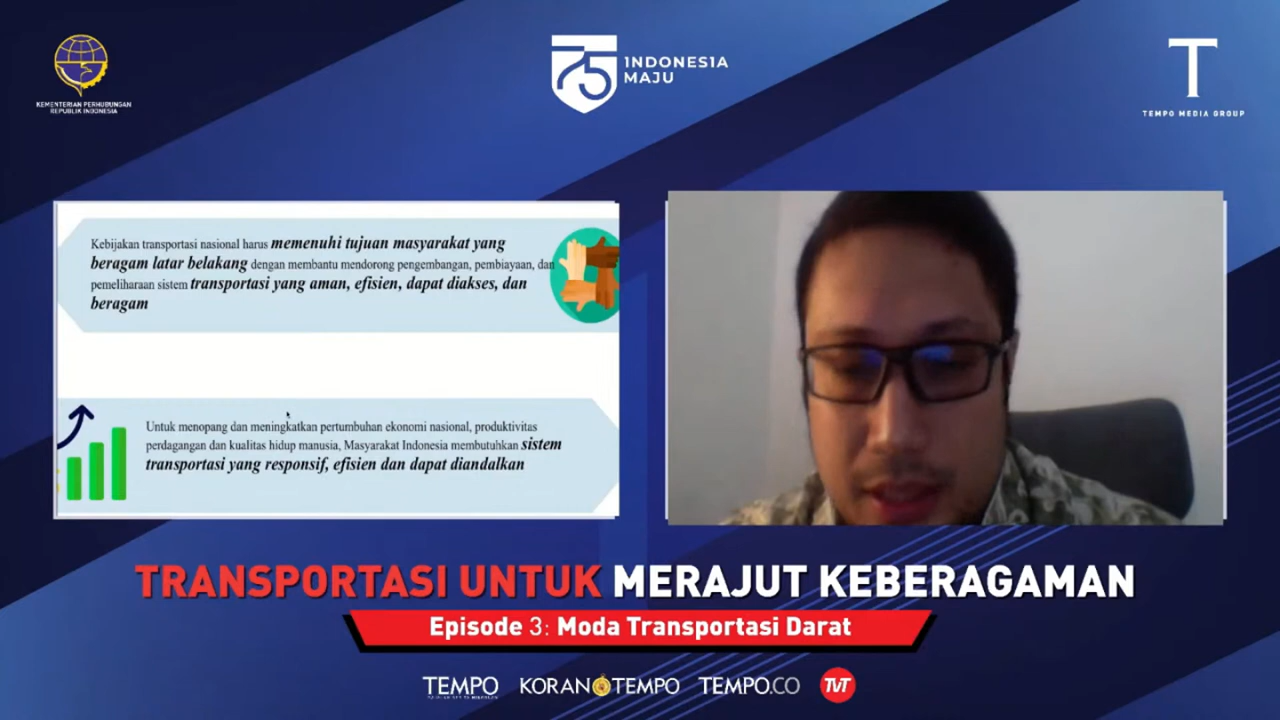 KEMENTERIAN PERHUBUNGAN
REPUBLIK INDONESIA
75 INDONESIA
MAJU
T
TEMPO MEDIA GROUP
Kebijakan transportasi nasional harus memenuhi tujuan masyarakat yang
beragam latar belakang dengan membantu mendorong pengembangan, pembiayaan, dan
pemeliharaan sistem transportasi yang aman, efisien, dapat diakses, dan
beragam
Untuk menopang dan meningkatkan pertumbuhan ekonomi nasional, produktivitas
perdagangan dan kualitas hidup manusia, Masyarakat Indonesia membutuhkan sistem
transportasi yang responsif, efisien dan dapat diandalkan
TRANSPORTASI UNTUK MERAJUT KEBERAGAMAN
Episode 3: Moda Transportasi Darat
TEMPO
KORAN TEMPO
TEMPO.CO
TVT